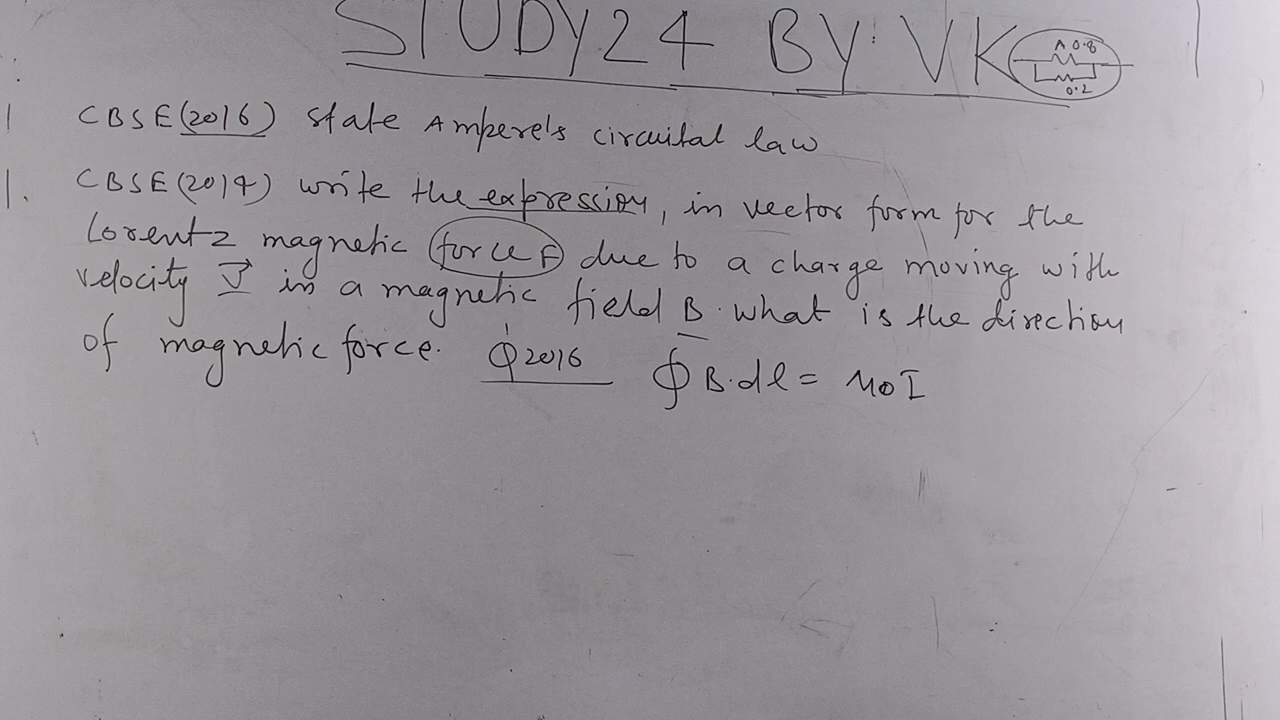 STUDY24 BY: VK
A 0.8
0.2
1 CBSE(2016) state Ampere's circuital law
1. CBSE(2014) write the expression, in vector form for the
Lorentz magnetic force F due to a charge moving with
velocity V⃗ in a magnetic field B. what is the direction
of magnetic force. Φ2016 ∮B.dl = μ0I